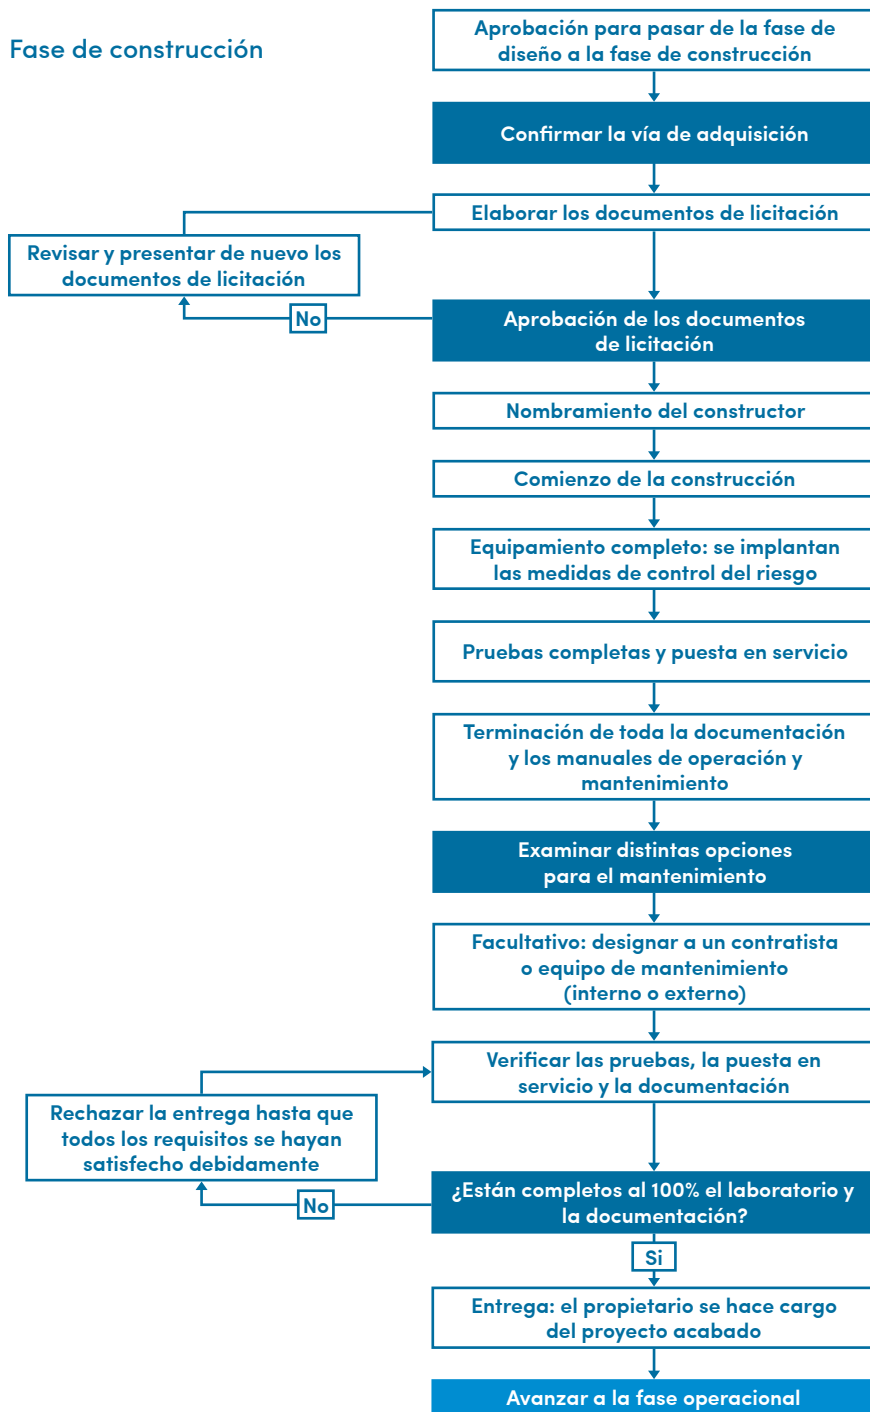 Fase de construcción
Aprobación para pasar de la fase de
diseño a la fase de construcción
Confirmar la vía de adquisición
Elaborar los documentos de licitación
Revisar y presentar de nuevo los
documentos de licitación
No
Aprobación de los documentos
de licitación
Nombramiento del constructor
Comienzo de la construcción
Equipamiento completo: se implantan
las medidas de control del riesgo
Pruebas completas y puesta en servicio
Terminación de toda la documentación
y los manuales de operación y
mantenimiento
Examinar distintas opciones
para el mantenimiento
Facultativo: designar a un contratista
o equipo de mantenimiento
(interno o externo)
Verificar las pruebas, la puesta en
servicio y la documentación
Rechazar la entrega hasta que
todos los requisitos se hayan
satisfecho debidamente
No
¿Están completos al 100% el laboratorio y
la documentación?
Si
Entrega: el propietario se hace cargo
del proyecto acabado
Avanzar a la fase operacional